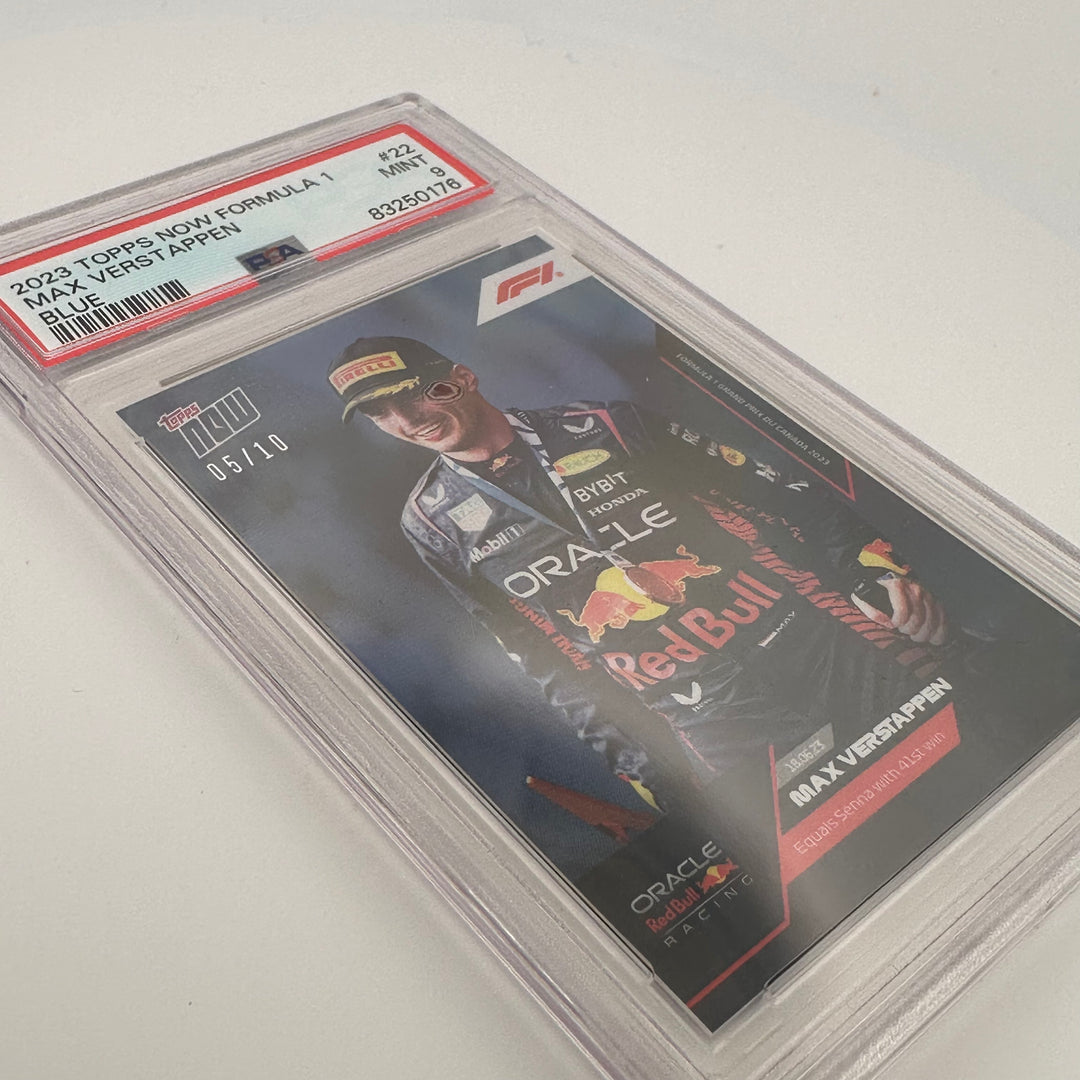 2023 TOPPS NOW FORMULA 1
#22
MAX VERSTAPPEN
MINT
BLUE
9
83250176
PSA
F1
topps
NOW
05/10
FORMULA 1 GRAND PRIX DU CANADA 2023
PIRELLI
CASTORE
BYBIT
HONDA
Mobil 1
ORACLE
Red Bull
MAX
18.06.23
MAX VERSTAPPEN
Equals Senna with 41st win
ORACLE
Red Bull
RACING